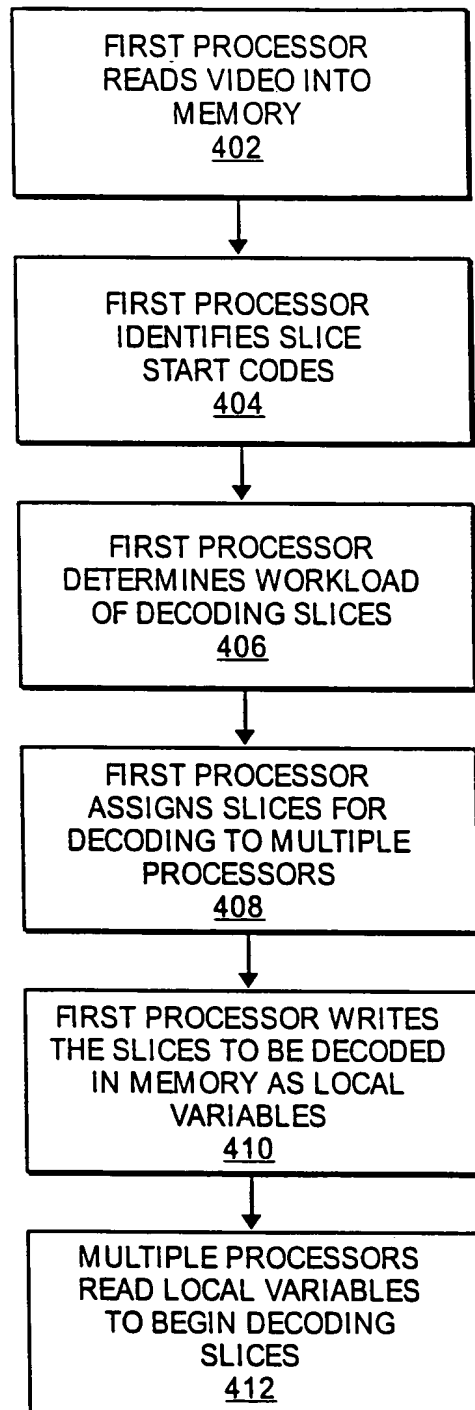 FIRST PROCESSOR
READS VIDEO INTO
MEMORY
402
FIRST PROCESSOR
IDENTIFIES SLICE
START CODES
404
FIRST PROCESSOR
DETERMINES WORKLOAD
OF DECODING SLICES
406
FIRST PROCESSOR
ASSIGNS SLICES FOR
DECODING TO MULTIPLE
PROCESSORS
408
FIRST PROCESSOR WRITES
THE SLICES TO BE DECODED
IN MEMORY AS LOCAL
VARIABLES
410
MULTIPLE PROCESSORS
READ LOCAL VARIABLES
TO BEGIN DECODING
SLICES
412